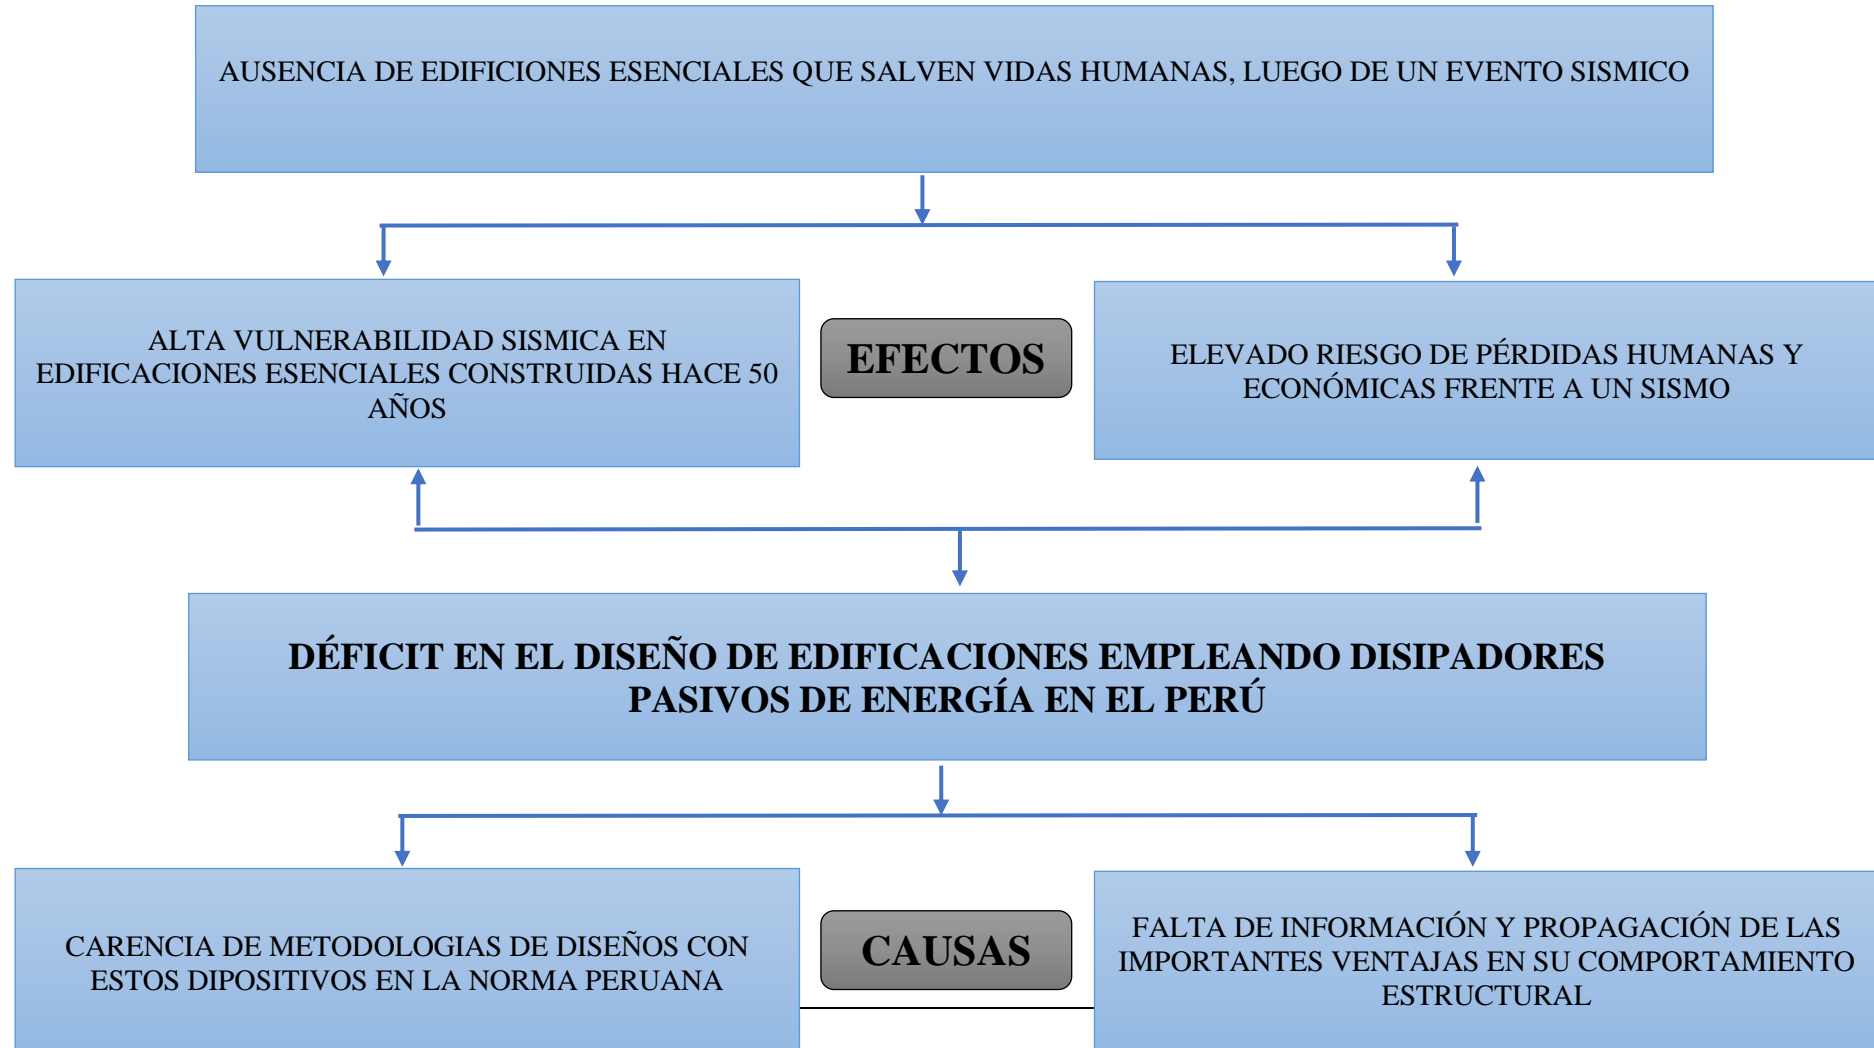 AUSENCIA DE EDIFICIONES ESENCIALES QUE SALVEN VIDAS HUMANAS, LUEGO DE UN EVENTO SISMICO
ALTA VULNERABILIDAD SISMICA EN
EDIFICACIONES ESENCIALES CONSTRUIDAS HACE 50
AÑOS
EFECTOS
ELEVADO RIESGO DE PÉRDIDAS HUMANAS Y
ECONÓMICAS FRENTE A UN SISMO
DÉFICIT EN EL DISEÑO DE EDIFICACIONES EMPLEANDO DISIPADORES
PASIVOS DE ENERGÍA EN EL PERÚ
CARENCIA DE METODOLOGIAS DE DISEÑOS CON
ESTOS DIPOSITIVOS EN LA NORMA PERUANA
CAUSAS
FALTA DE INFORMACIÓN Y PROPAGACIÓN DE LAS
IMPORTANTES VENTAJAS EN SU COMPORTAMIENTO
ESTRUCTURAL